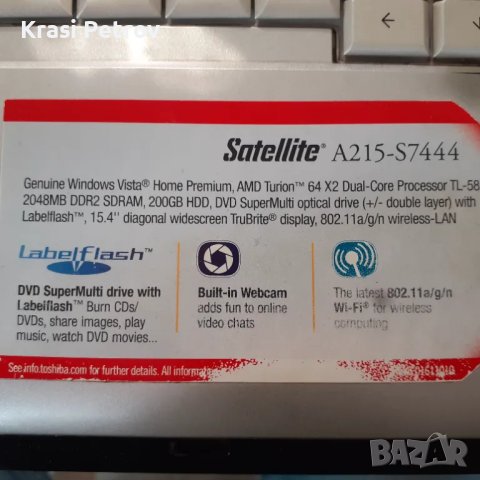 Krasi Petrov
Satellite® A215-S7444
Genuine Windows Vista® Home Premium, AMD Turion™ 64 X2 Dual-Core Processor TL-58
2048MB DDR2 SDRAM, 200GB HDD, DVD SuperMulti optical drive (+/- double layer) with
Labelflash™, 15.4" diagonal widescreen TruBrite® display, 802.11a/g/n wireless-LAN
Labelflash™
DVD SuperMulti drive with
Labelflash™ Burn CDs/
DVDs, share images, play
music, watch DVD movies...
Built-in Webcam
adds fun to online
video chats
The latest 802.11a/g/n
Wi-Fi® for wireless
computing
See info.toshiba.com for further details. All information
BAZAR